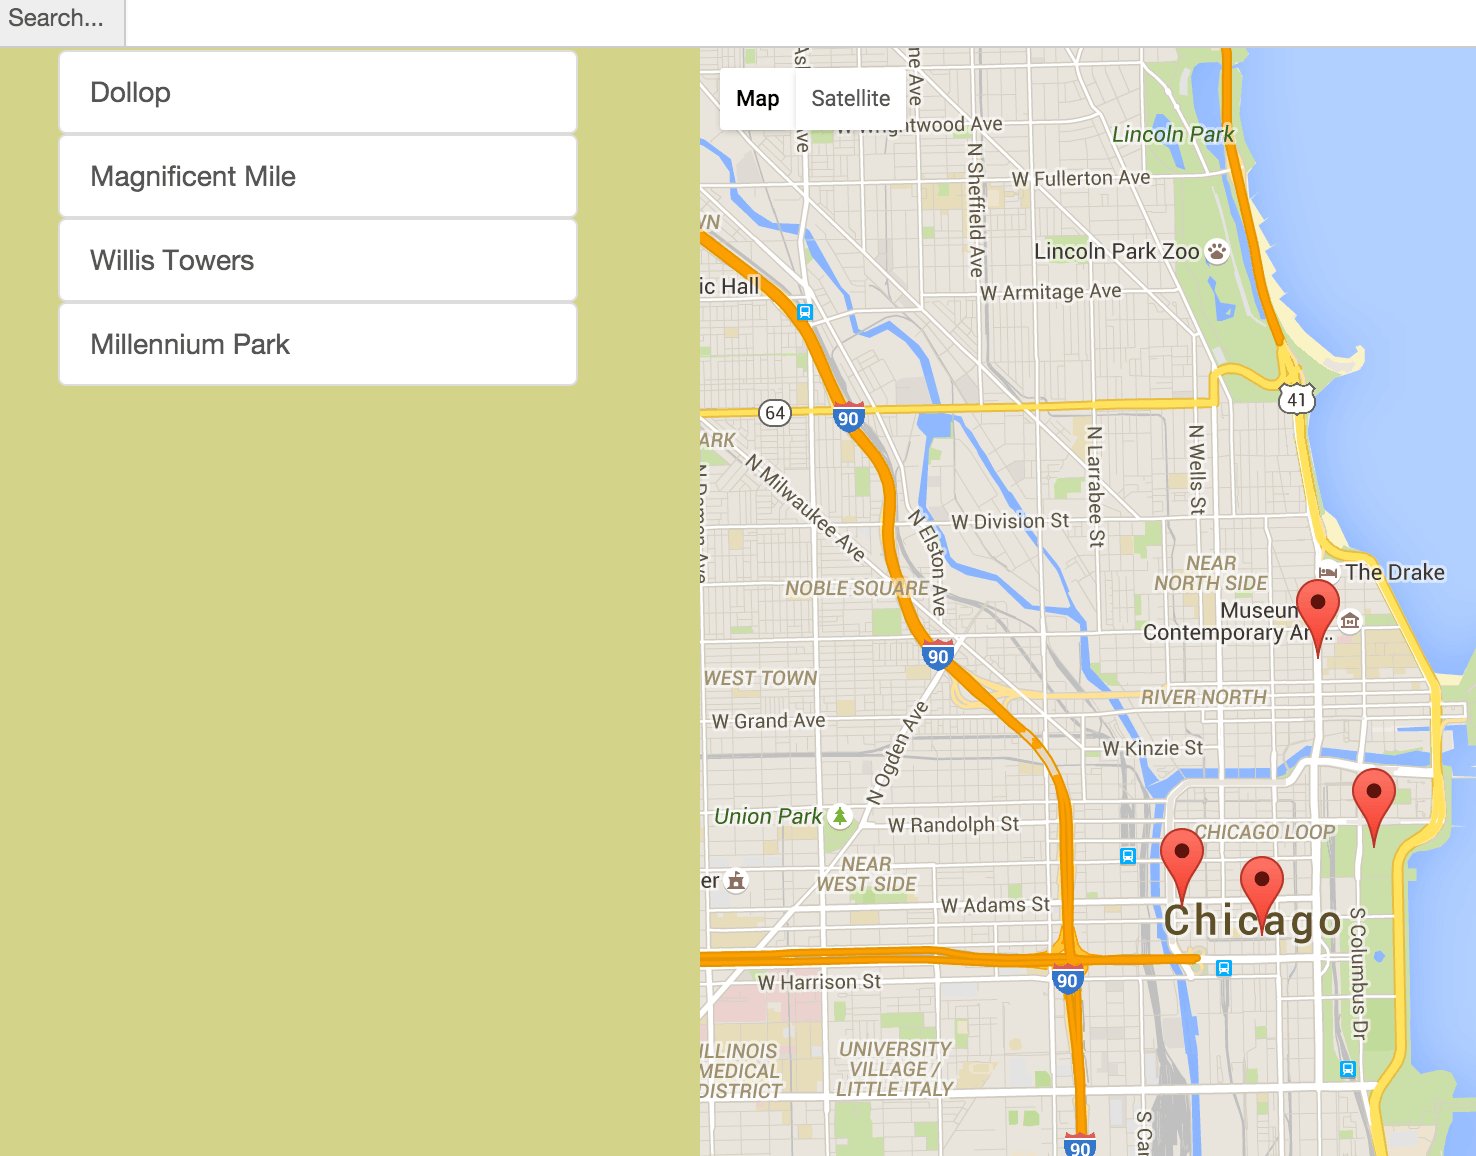 Search...
Dollop
Magnificent Mile
Willis Towers
Millennium Park
Map
Satellite
W Wrightwood Ave
Lincoln Park
W Fullerton Ave
N Sheffield Ave
Lincoln Park Zoo
ic Hall
W Armitage Ave
41
64
90
ARK
N Milwaukee Ave
N Larrabee St
N Wells St
N Elston Ave
W Division St
NEAR
NORTH SIDE
The Drake
NOBLE SQUARE
Museum
Contemporary Ar...
90
WEST TOWN
RIVER NORTH
W Grand Ave
W Kinzie St
N Ogden Ave
Union Park
W Randolph St
CHICAGO LOOP
NEAR
WEST SIDE
er
W Adams St
Chicago
S Columbus Dr
W Harrison St
90
ILLINOIS
MEDICAL
DISTRICT
UNIVERSITY
VILLAGE /
LITTLE ITALY
S Ca
90